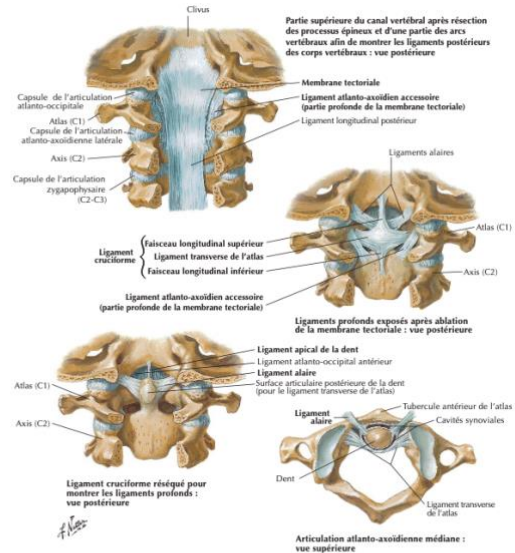 Clivus
Partie supérieure du canal vertébral après résection
des processus épineux et d'une partie des arcs
vertébraux afin de montrer les ligaments postérieurs
des corps vertébraux : vue postérieure
Membrane tectoriale
Capsule de l'articulation
atlanto-occipitale
Ligament atlanto-axoïdien accessoire
(partie profonde de la membrane tectoriale)
Atlas (C1)
Ligament longitudinal postérieur
Capsule de l'articulation
atlanto-axoïdienne latérale
Axis (C2)
Capsule de l'articulation
zygapophysaire
(C2-C3)
Ligaments alaires
Atlas (C1)
Ligament
cruciforme
Faisceau longitudinal supérieur
Ligament transverse de l'atlas
Faisceau longitudinal inférieur
Axis (C2)
Ligament atlanto-axoïdien accessoire
(partie profonde de la membrane tectoriale)
Ligaments profonds exposés après ablation
de la membrane tectoriale : vue postérieure
Ligament apical de la dent
Ligament atlanto-occipital antérieur
Ligament alaire
Atlas (C1)
Surface articulaire postérieure de la dent
(pour le ligament transverse de l'atlas)
Axis (C2)
Ligament cruciforme réséqué pour
montrer les ligaments profonds :
vue postérieure
Ligament
alaire
Tubercule antérieur de l'atlas
Cavités synoviales
Dent
Ligament transverse
de l'atlas
Articulation atlanto-axoïdienne médiane :
vue supérieure